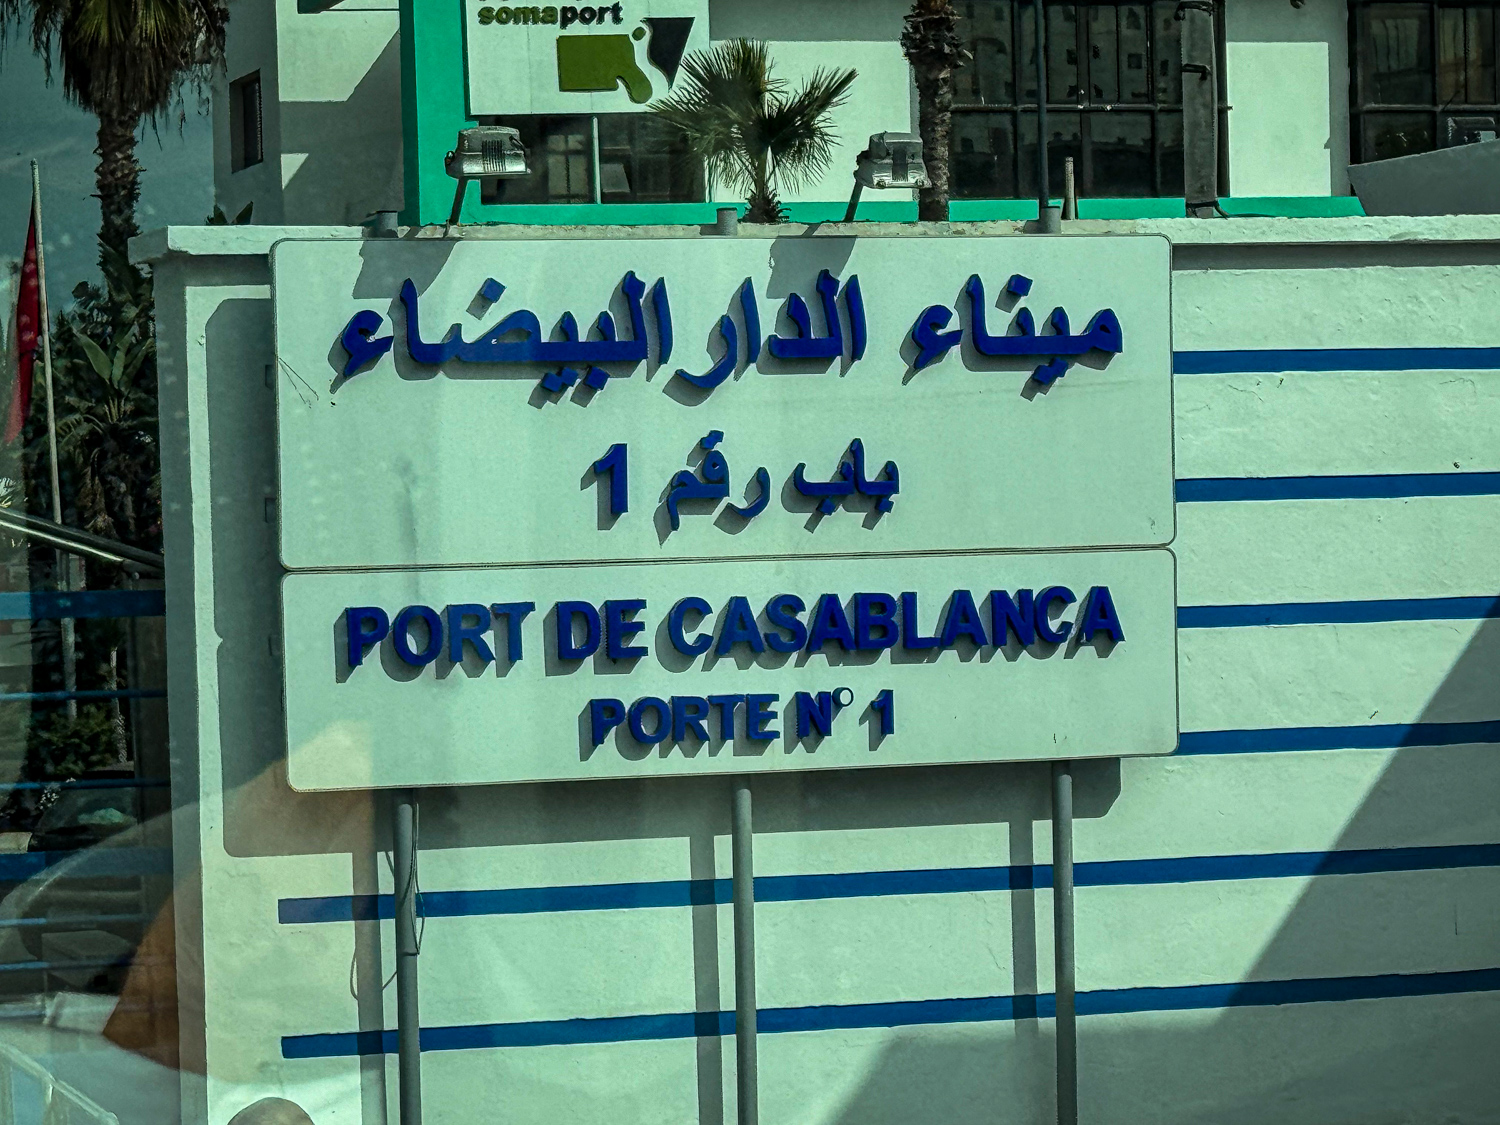 somaport
ميناء الدار البيضاء
باب رقم 1
PORT DE CASABLANCA
PORTE N° 1